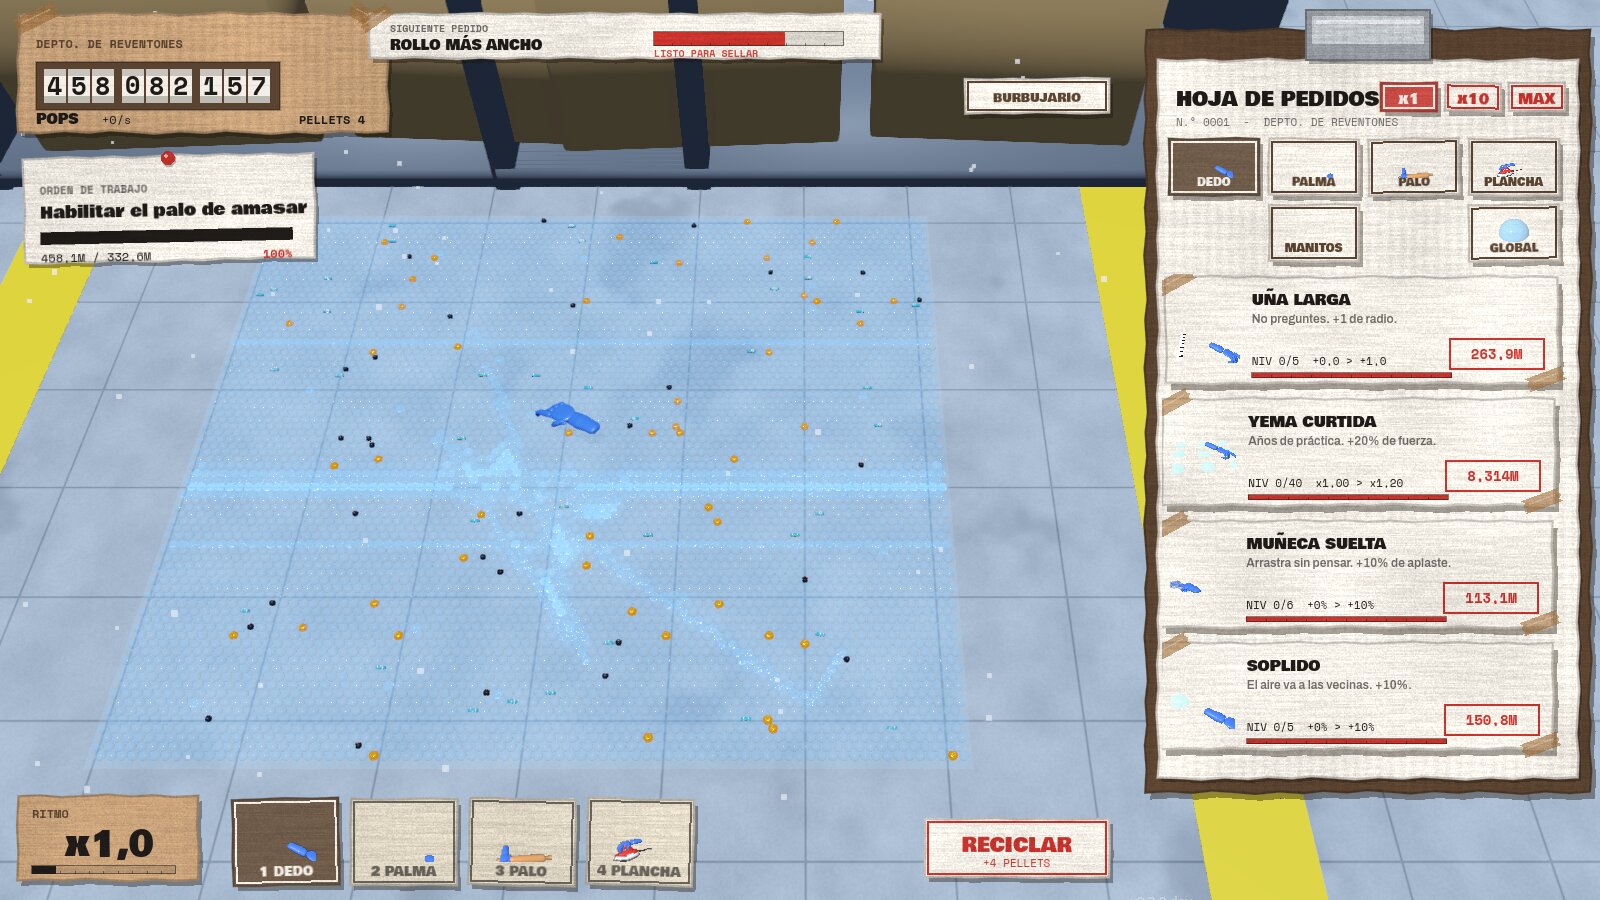 DEPTO. DE REVENTONES
458 082 157
POPS +0/s PELLETS 4
SIGUIENTE PEDIDO
ROLLO MÁS ANCHO
LISTO PARA SELLAR
BURBUJARIO
ORDEN DE TRABAJO
Habilitar el palo de amasar
458,1M / 332,6M 100%
HOJA DE PEDIDOS x1 x10 MAX
N.° 0001 - DEPTO. DE REVENTONES
DEDO PALMA PALO PLANCHA
MANITOS GLOBAL
UÑA LARGA
No preguntes. +1 de radio.
NIV 0/5 +0,0 > +1,0 263,9M
YEMA CURTIDA
Años de práctica. +20% de fuerza.
NIV 0/40 x1,00 > x1,20 8,314M
MUÑECA SUELTA
Arrastra sin pensar. +10% de aplaste.
NIV 0/6 +0% > +10% 113,1M
SOPLIDO
El aire va a las vecinas. +10%.
NIV 0/5 +0% > +10% 150,8M
RITMO
x1,0
1 DEDO 2 PALMA 3 PALO 4 PLANCHA
RECICLAR
+4 PELLETS